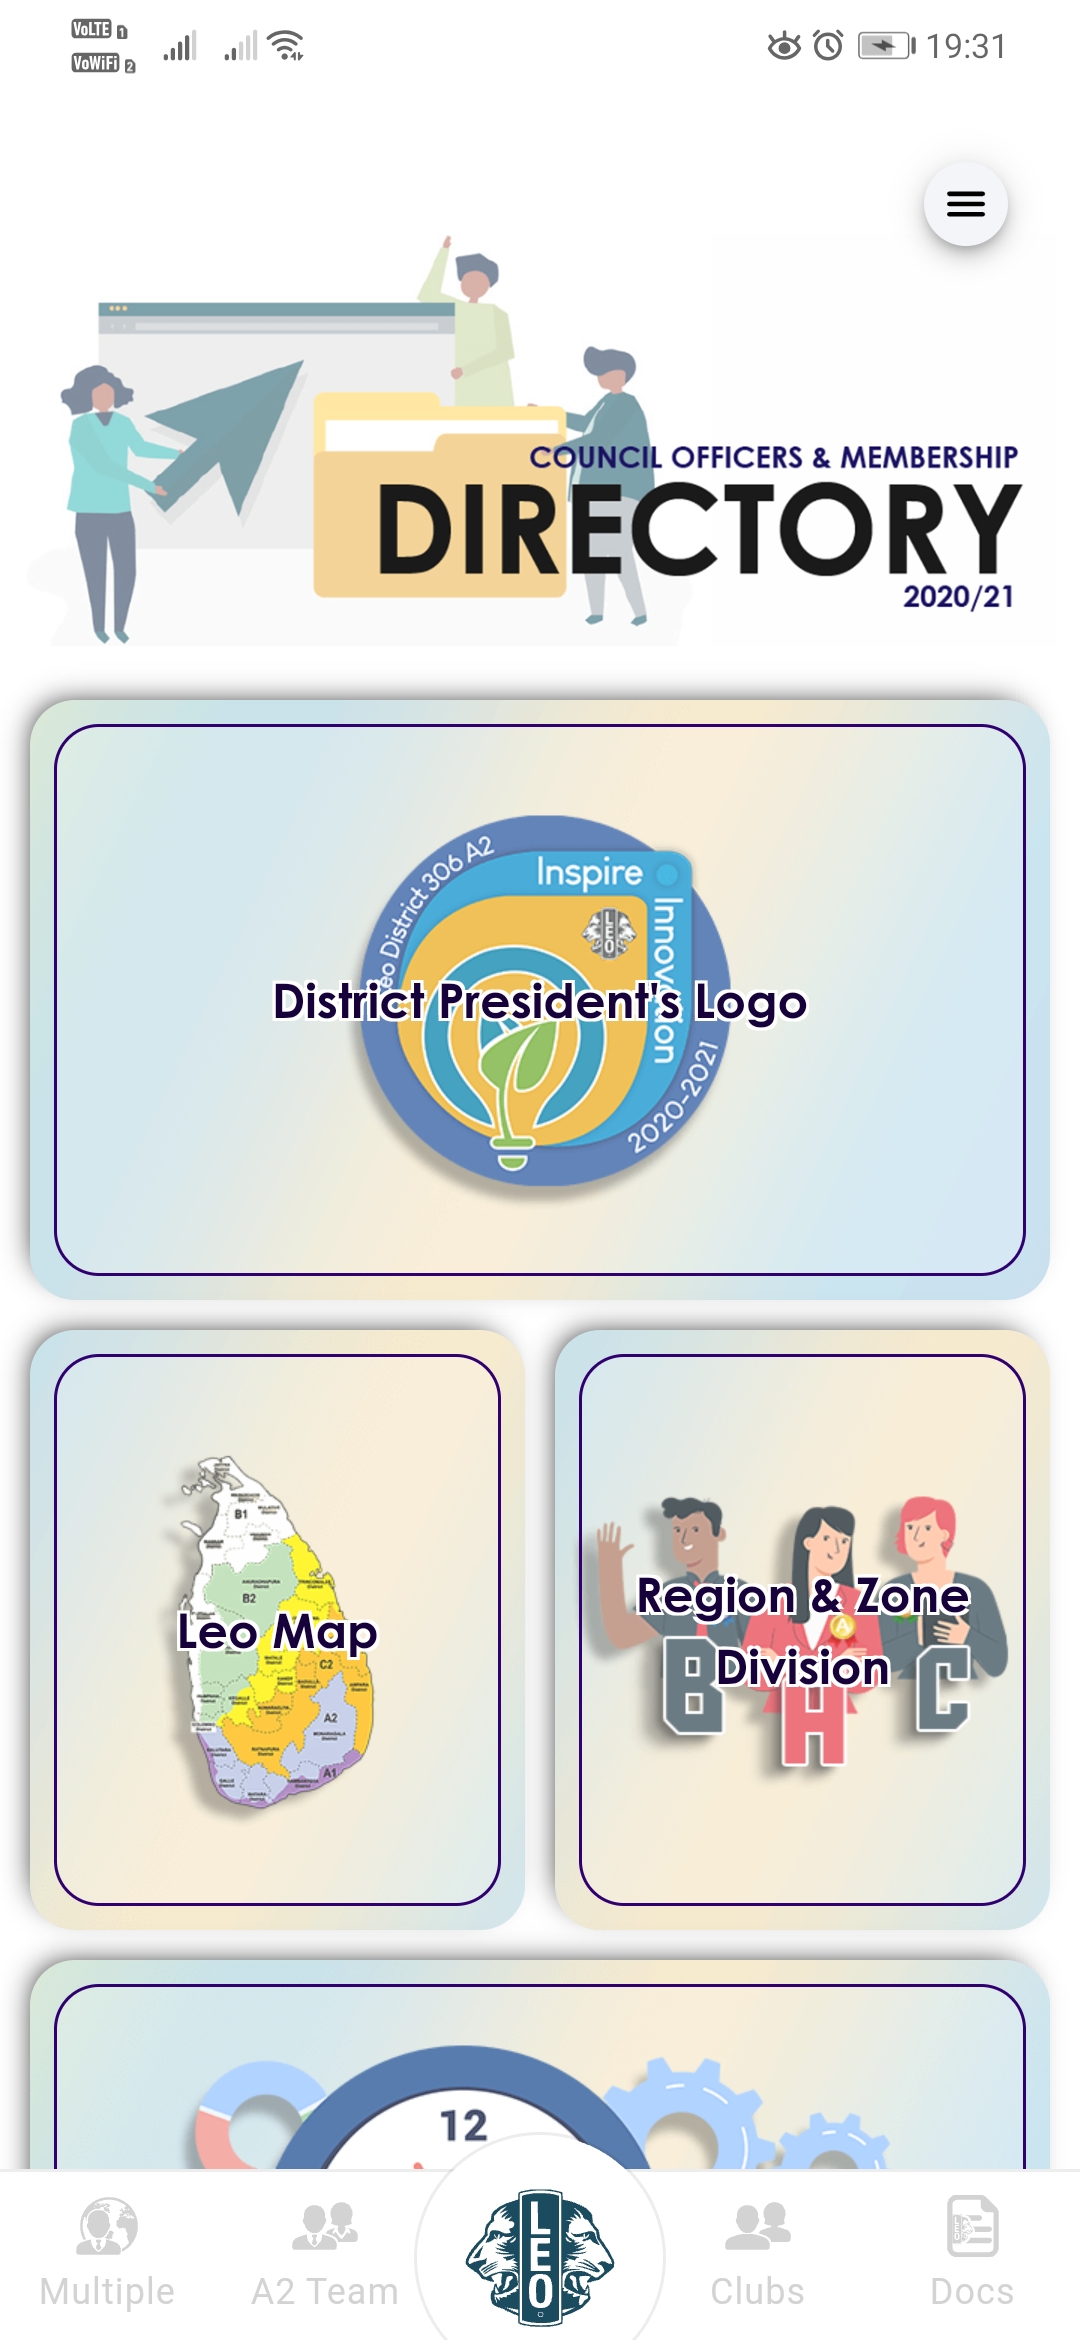 VoLTE 1
VoWiFi 2
19:31
COUNCIL OFFICERS & MEMBERSHIP
DIRECTORY
2020/21
Leo District 306 A2
Inspire
Innovation
LEO
2020-2021
District President's Logo
B1
B2
C2
A2
A1
Leo Map
Region & Zone
Division
A
B
H
C
12
LEO
Multiple
A2 Team
Clubs
Docs